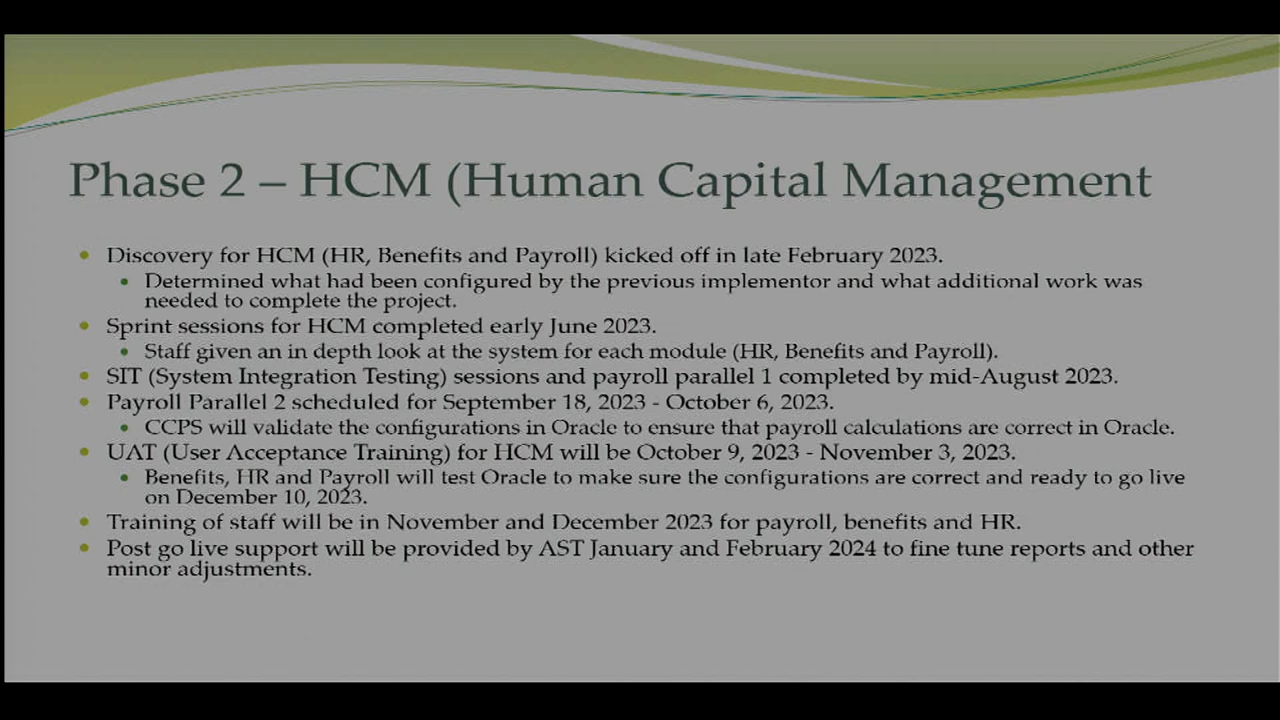 Phase 2 – HCM (Human Capital Management
Discovery for HCM (HR, Benefits and Payroll) kicked off in late February 2023.
Determined what had been configured by the previous implementor and what additional work was
needed to complete the project.
Sprint sessions for HCM completed early June 2023.
Staff given an in depth look at the system for each module (HR, Benefits and Payroll).
SIT (System Integration Testing) sessions and payroll parallel 1 completed by mid-August 2023.
Payroll Parallel 2 scheduled for September 18, 2023 - October 6, 2023.
CCPS will validate the configurations in Oracle to ensure that payroll calculations are correct in Oracle.
UAT (User Acceptance Training) for HCM will be October 9, 2023 - November 3, 2023.
Benefits, HR and Payroll will test Oracle to make sure the configurations are correct and ready to go live
on December 10, 2023.
Training of staff will be in November and December 2023 for payroll, benefits and HR.
Post go live support will be provided by AST January and February 2024 to fine tune reports and other
minor adjustments.